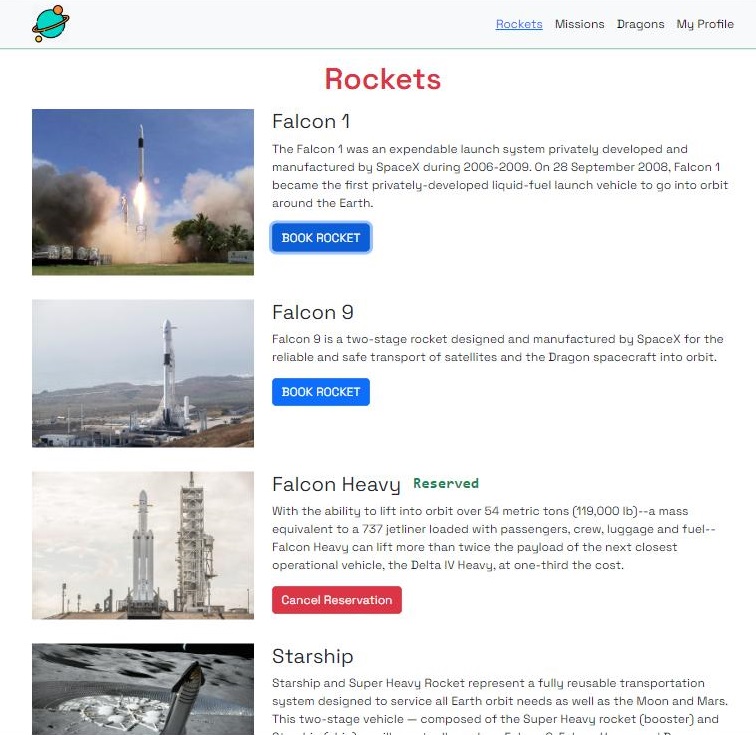 Rockets Missions Dragons My Profile
Rockets
Falcon 1
The Falcon 1 was an expendable launch system privately developed and
manufactured by SpaceX during 2006-2009. On 28 September 2008, Falcon 1
became the first privately-developed liquid-fuel launch vehicle to go into orbit
around the Earth.
BOOK ROCKET
Falcon 9
Falcon 9 is a two-stage rocket designed and manufactured by SpaceX for the
reliable and safe transport of satellites and the Dragon spacecraft into orbit.
BOOK ROCKET
Falcon Heavy Reserved
With the ability to lift into orbit over 54 metric tons (119,000 lb)--a mass
equivalent to a 737 jetliner loaded with passengers, crew, luggage and fuel--
Falcon Heavy can lift more than twice the payload of the next closest
operational vehicle, the Delta IV Heavy, at one-third the cost.
Cancel Reservation
Starship
Starship and Super Heavy Rocket represent a fully reusable transportation
system designed to service all Earth orbit needs as well as the Moon and Mars.
This two-stage vehicle — composed of the Super Heavy rocket (booster) and